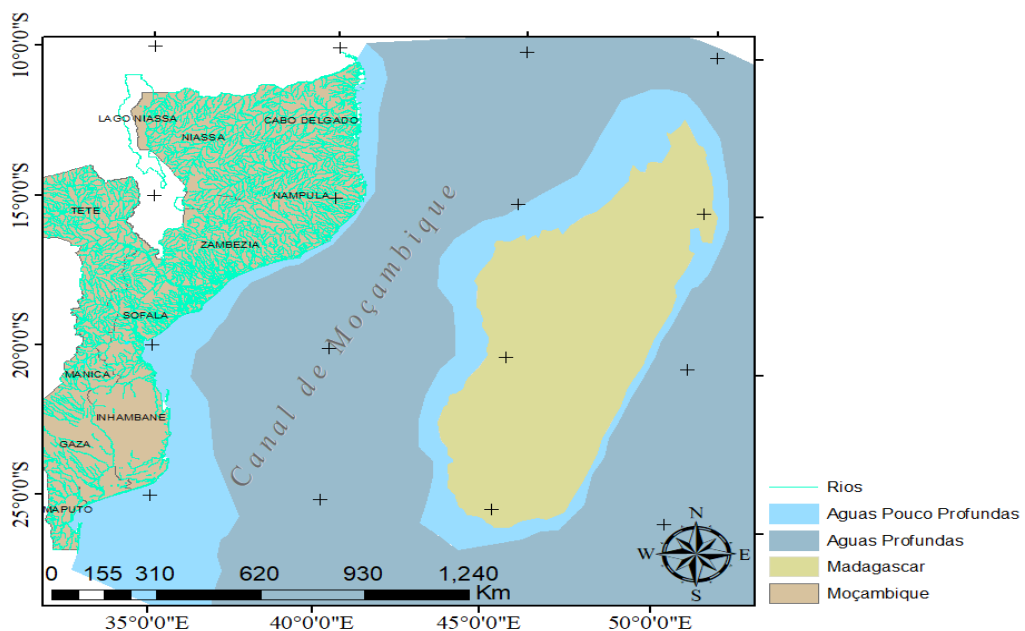 10°0'0"S
15°0'0"S
20°0'0"S
25°0'0"S
LAGO NIASSA
CABO DELGADO
NIASSA
NAMPULA
TETE
ZAMBEZIA
SOFALA
MANICA
INHAMBANE
GAZA
MAPUTO
Canal de Moçambique
N
W E
S
0 155 310 620 930 1,240
Km
35°0'0"E 40°0'0"E 45°0'0"E 50°0'0"E
Rios
Aguas Pouco Profundas
Aguas Profundas
Madagascar
Moçambique